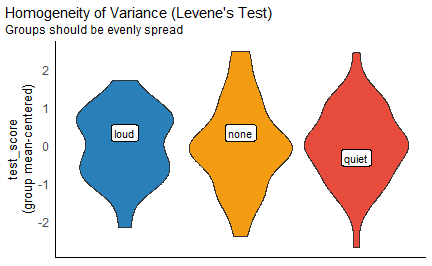 Homogeneity of Variance (Levene's Test)
Groups should be evenly spread
test_score
(group mean-centered)
2
1
0
-1
-2
loud
none
quiet